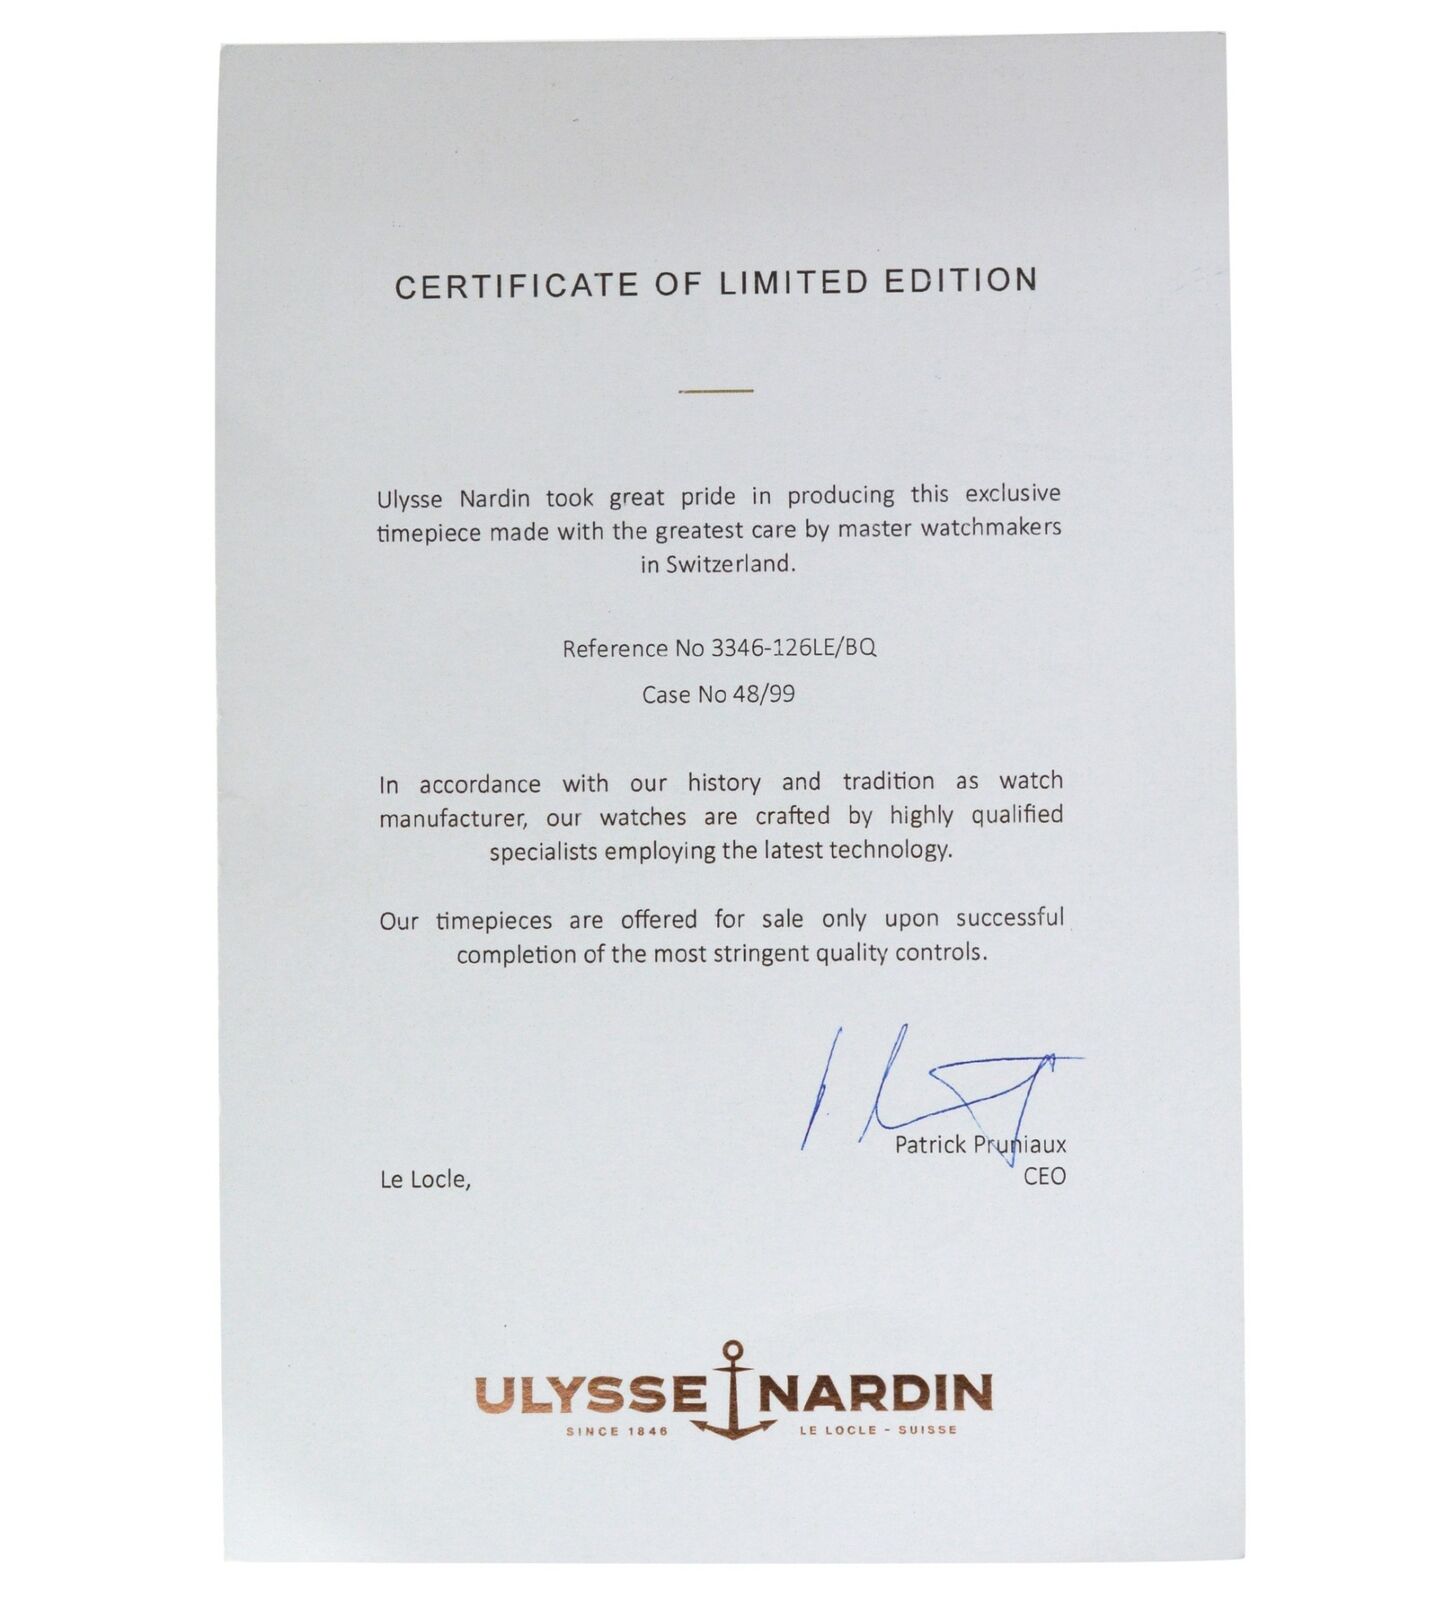 CERTIFICATE OF LIMITED EDITION
Ulysse Nardin took great pride in producing this exclusive
timepiece made with the greatest care by master watchmakers
in Switzerland.
Reference No 3346-126LE/BQ
Case No 48/99
In accordance with our history and tradition as watch
manufacturer, our watches are crafted by highly qualified
specialists employing the latest technology.
Our timepieces are offered for sale only upon successful
completion of the most stringent quality controls.
Patrick Pruniaux
Le Locle,
CEO
ULYSSE NARDIN
SINCE 1846 LE LOCLE - SUISSE